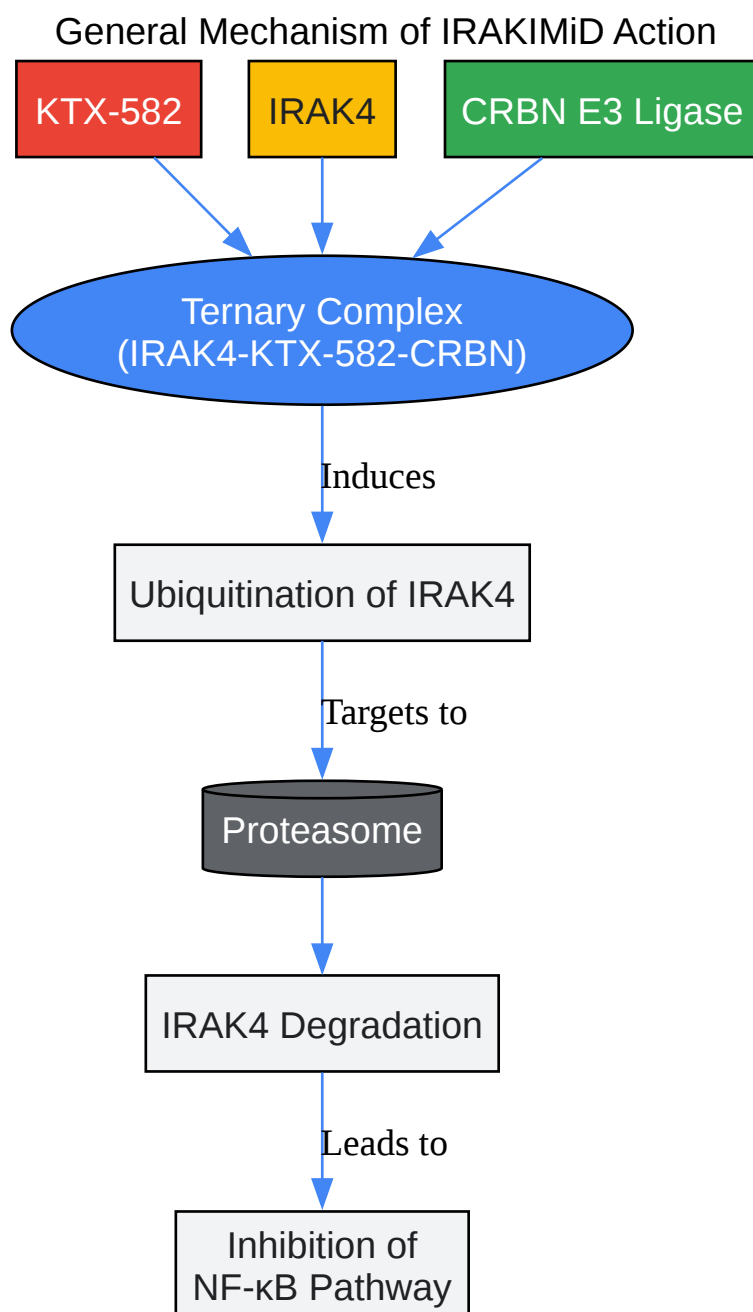 General Mechanism of IRAKIMiD Action
KTX-582
IRAK4
CRBN E3 Ligase
Ternary Complex
(IRAK4-KTX-582-CRBN)
Induces
Ubiquitination of IRAK4
Targets to
Proteasome
IRAK4 Degradation
Leads to
Inhibition of
NF-κB Pathway